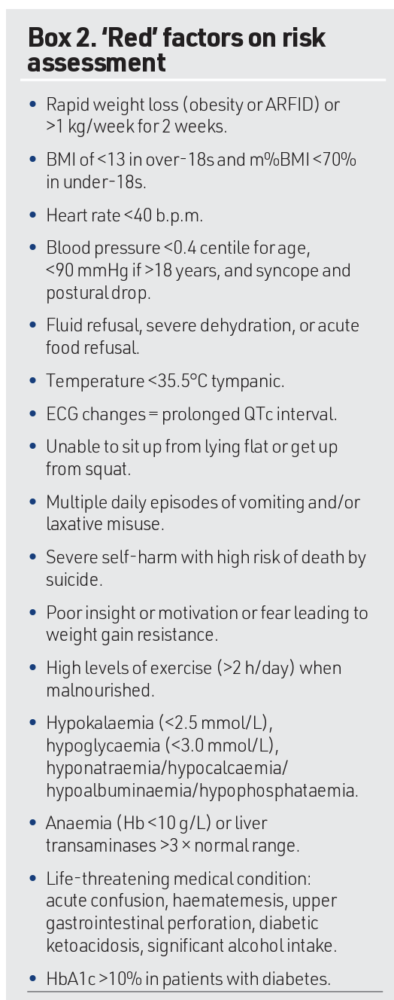 Box 2. ‘Red’ factors on risk
assessment
• Rapid weight loss (obesity or ARFID) or
>1 kg/week for 2 weeks.
• BMI of <13 in over-18s and m%BMI <70%
in under-18s.
• Heart rate <40 b.p.m.
• Blood pressure <0.4 centile for age,
<90 mmHg if >18 years, and syncope and
postural drop.
• Fluid refusal, severe dehydration, or acute
food refusal.
• Temperature <35.5°C tympanic.
• ECG changes = prolonged QTc interval.
• Unable to sit up from lying flat or get up
from squat.
• Multiple daily episodes of vomiting and/or
laxative misuse.
• Severe self-harm with high risk of death by
suicide.
• Poor insight or motivation or fear leading to
weight gain resistance.
• High levels of exercise (>2 h/day) when
malnourished.
• Hypokalaemia (<2.5 mmol/L),
hypoglycaemia (<3.0 mmol/L),
hyponatraemia/hypocalcaemia/
hypoalbuminaemia/hypophosphataemia.
• Anaemia (Hb <10 g/L) or liver
transaminases >3 × normal range.
• Life-threatening medical condition:
acute confusion, haematemesis, upper
gastrointestinal perforation, diabetic
ketoacidosis, significant alcohol intake.
• HbA1c >10% in patients with diabetes.